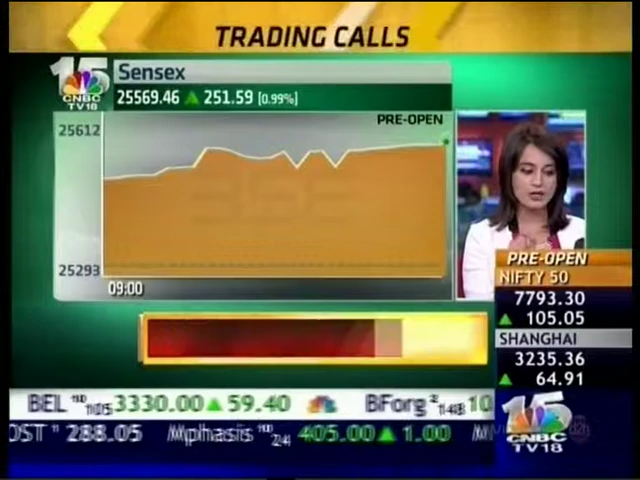 TRADING CALLS
15
CNBC
TV18
Sensex
25569.46 ▲ 251.59 [0.99%]
PRE-OPEN
25612
25293
09:00
PRE-OPEN
NIFTY 50
7793.30
▲ 105.05
SHANGHAI
3235.36
▲ 64.91
BEL 3330.00 ▲ 59.40 BForg
OST 288.05 Mphasis 405.00 ▲ 1.00
15
CNBC
TV18